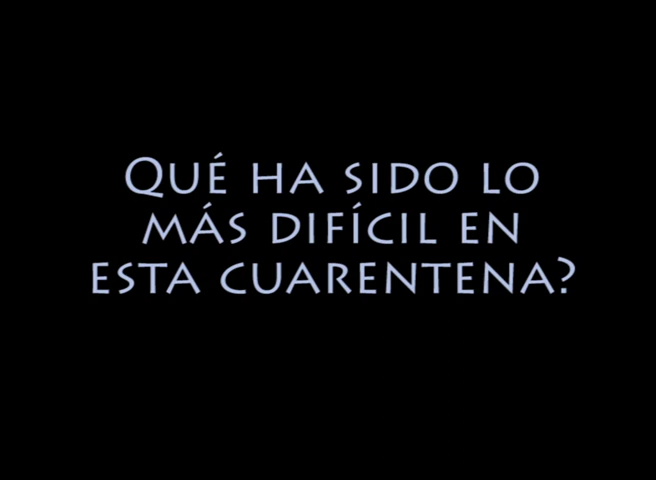 Qué ha sido lo
más difícil en
esta cuarentena?